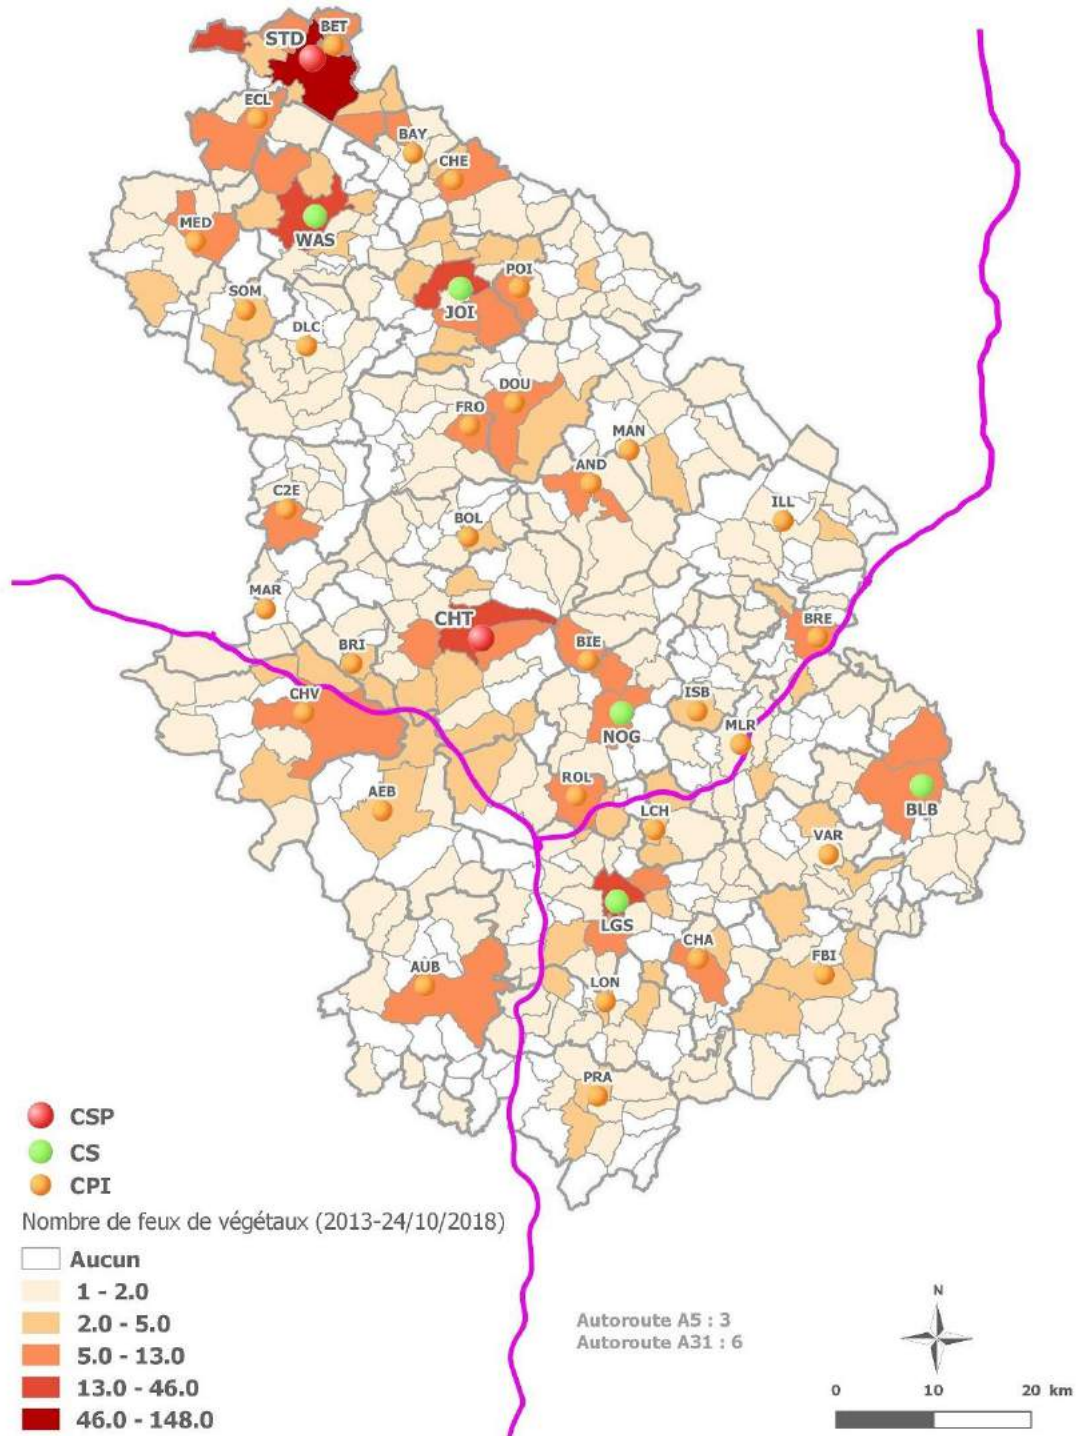 BET
STD
ECL
BAY
CHE
MED
WAS
POI
SOM
JOI
DLC
DOU
FRO
MAN
AND
C2E
ILL
BOL
MAR
CHT
BRE
BRI
BIE
CHV
ISB
MLR
NOG
ROL
AEB
BLB
LCH
VAR
LGS
CHA
FBI
AUB
LON
PRA
CSP
CS
CPI
Nombre de feux de végétaux (2013-24/10/2018)
Aucun
1 - 2.0
2.0 - 5.0
5.0 - 13.0
13.0 - 46.0
46.0 - 148.0
Autoroute A5 : 3
Autoroute A31 : 6
N
0 10 20 km